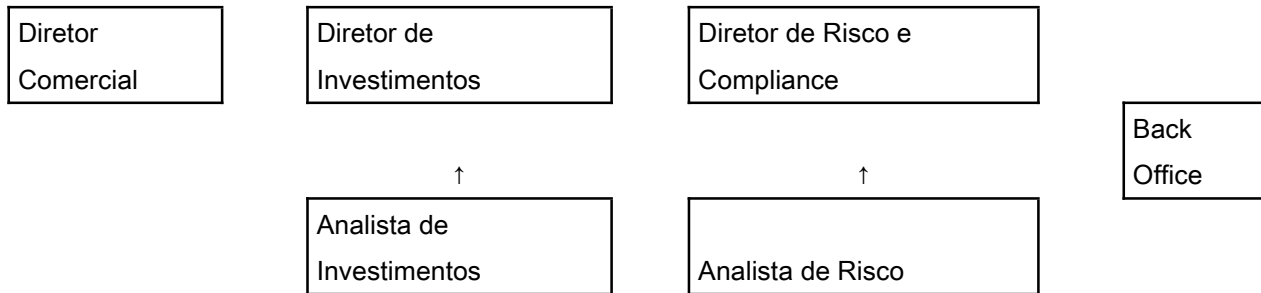 Diretor
Comercial
Diretor de
Investimentos
Diretor de Risco e
Compliance
Back
Office
↑
↑
Analista de
Investimentos
Analista de Risco